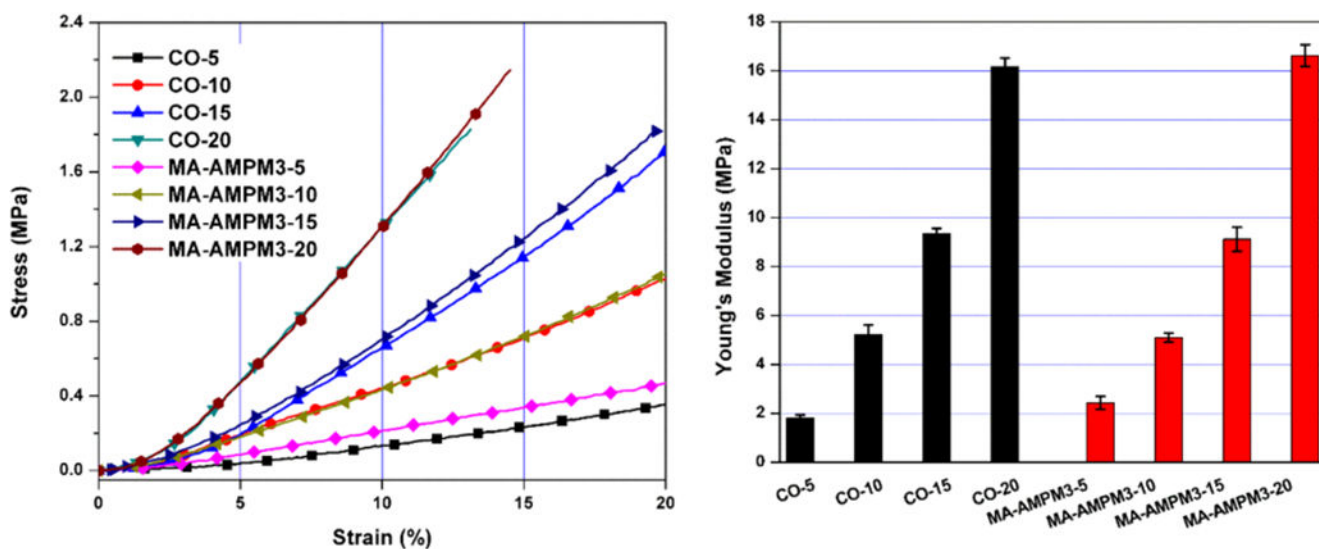 2.4
2.0
1.6
1.2
0.8
0.4
0.0
Stress (MPa)
CO-5
CO-10
CO-15
CO-20
MA-AMPM3-5
MA-AMPM3-10
MA-AMPM3-15
MA-AMPM3-20
0 5 10 15 20
Strain (%)
18
16
14
12
10
8
6
4
2
0
Young's Modulus (MPa)
CO-5
CO-10
CO-15
CO-20
MA-AMPM3-5
MA-AMPM3-10
MA-AMPM3-15
MA-AMPM3-20